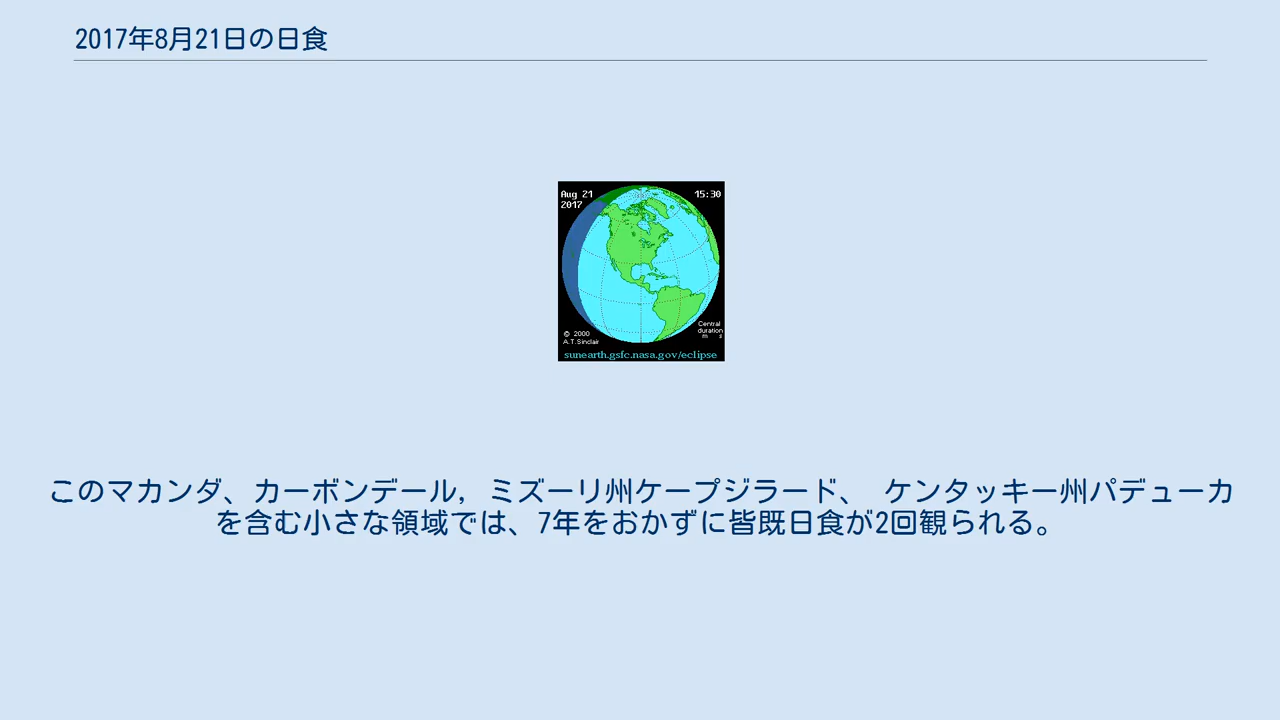 2017年8月21日の日食
Aug 21
2017
15:30
© 2000
A.T.Sinclair
Central
duration
m s
sunearth.gsfc.nasa.gov/eclipse
このマカンダ、カーボンデール，ミズーリ州ケープジラード、 ケンタッキー州パデューカ
を含む小さな領域では、7年をおかずに皆既日食が2回観られる。